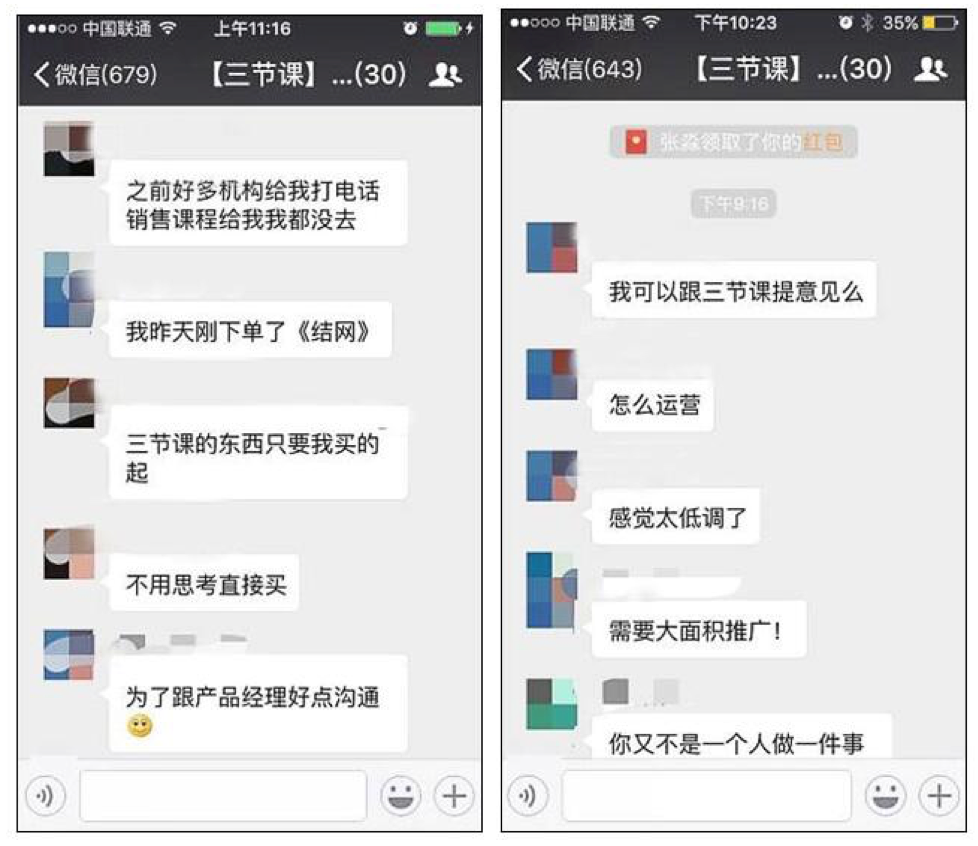 中国联通 上午11:16
微信(679) 【三节课】 ...(30)
之前好多机构给我打电话
销售课程给我我都没去
我昨天刚下单了《结网》
三节课的东西只要我买的
起
不用思考直接买
为了跟产品经理好点沟通
中国联通 下午10:23 35%
微信(643) 【三节课】 ...(30)
张淼领取了你的红包
下午9:16
我可以跟三节课提意见么
怎么运营
感觉太低调了
需要大面积推广！
你又不是一个人做一件事